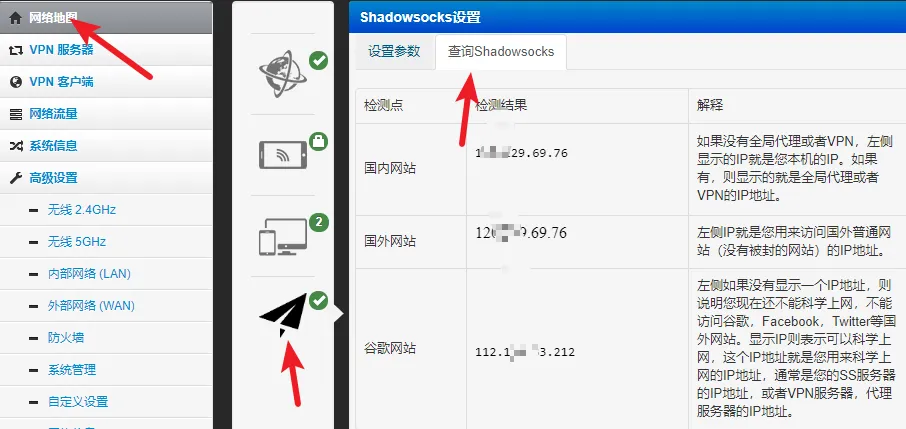 网络地图
VPN 服务器
VPN 客户端
网络流量
系统信息
高级设置
无线 2.4GHz
无线 5GHz
内部网络 (LAN)
外部网络 (WAN)
防火墙
系统管理
自定义设置
2
Shadowsocks设置
设置参数
查询Shadowsocks
检测点
检测结果
解释
国内网站
29.69.76
如果没有全局代理或者VPN，左侧
显示的IP就是您本机的IP。如果
有，则显示的就是全局代理或者
VPN的IP地址。
国外网站
9.69.76
左侧IP就是您用来访问国外普通网
站（没有被封的网站）的IP地址。
谷歌网站
112.1 3.212
左侧如果没有显示一个IP地址，则
说明您现在还不能科学上网，不能
访问谷歌，Facebook，Twitter等国
外网站。显示IP则表示可以科学上
网，这个IP地址就是您用来科学上
网的IP地址，通常是您的SS服务器
的IP地址，或者VPN服务器，代理
服务器的IP地址。